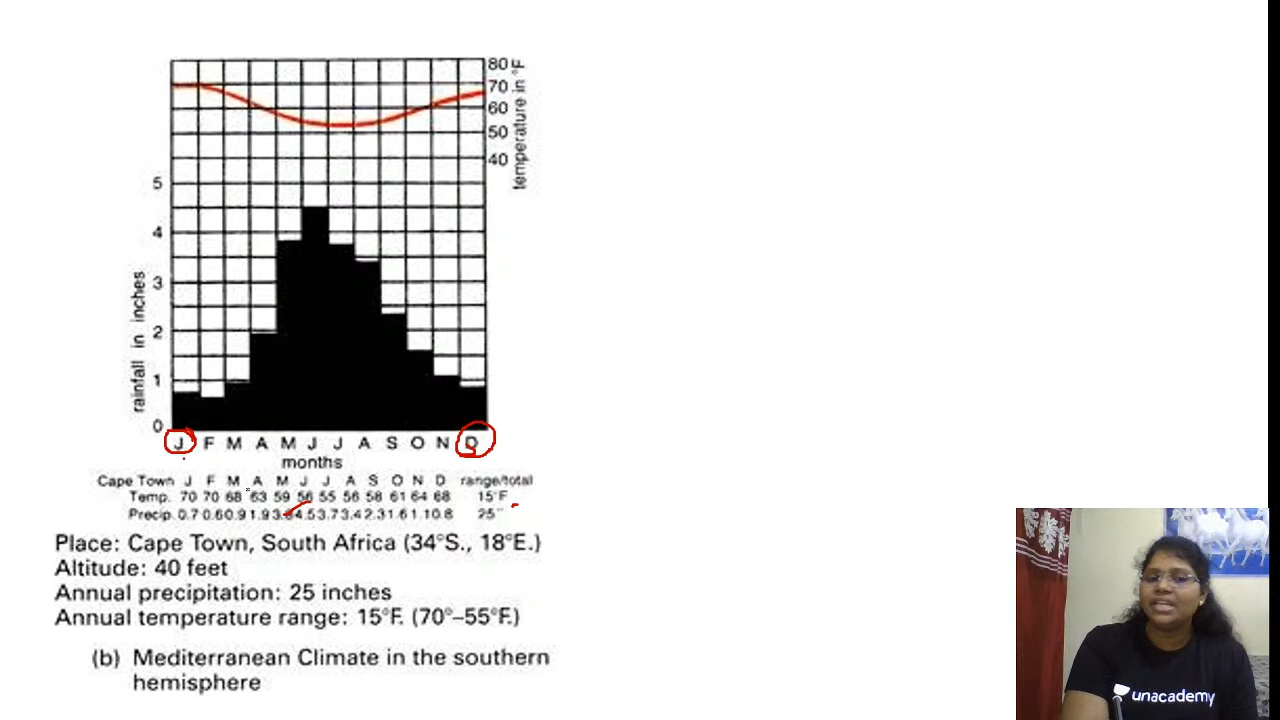 80
70
60
50
40
temperature in °F
5
4
3
2
1
0
rainfall in inches
J F M A M J J A S O N D
months
Cape Town J F M A M J J A S O N D range/total
Temp. 70 70 68 63 59 56 55 56 58 61 64 68 15°F
Precip. 0.7 0.6 0.9 1.9 4.5 3.7 3.4 2.3 1.6 1.1 0.8 25"
Place: Cape Town, South Africa (34°S., 18°E.)
Altitude: 40 feet
Annual precipitation: 25 inches
Annual temperature range: 15°F. (70°–55°F.)
(b) Mediterranean Climate in the southern
hemisphere
unacademy